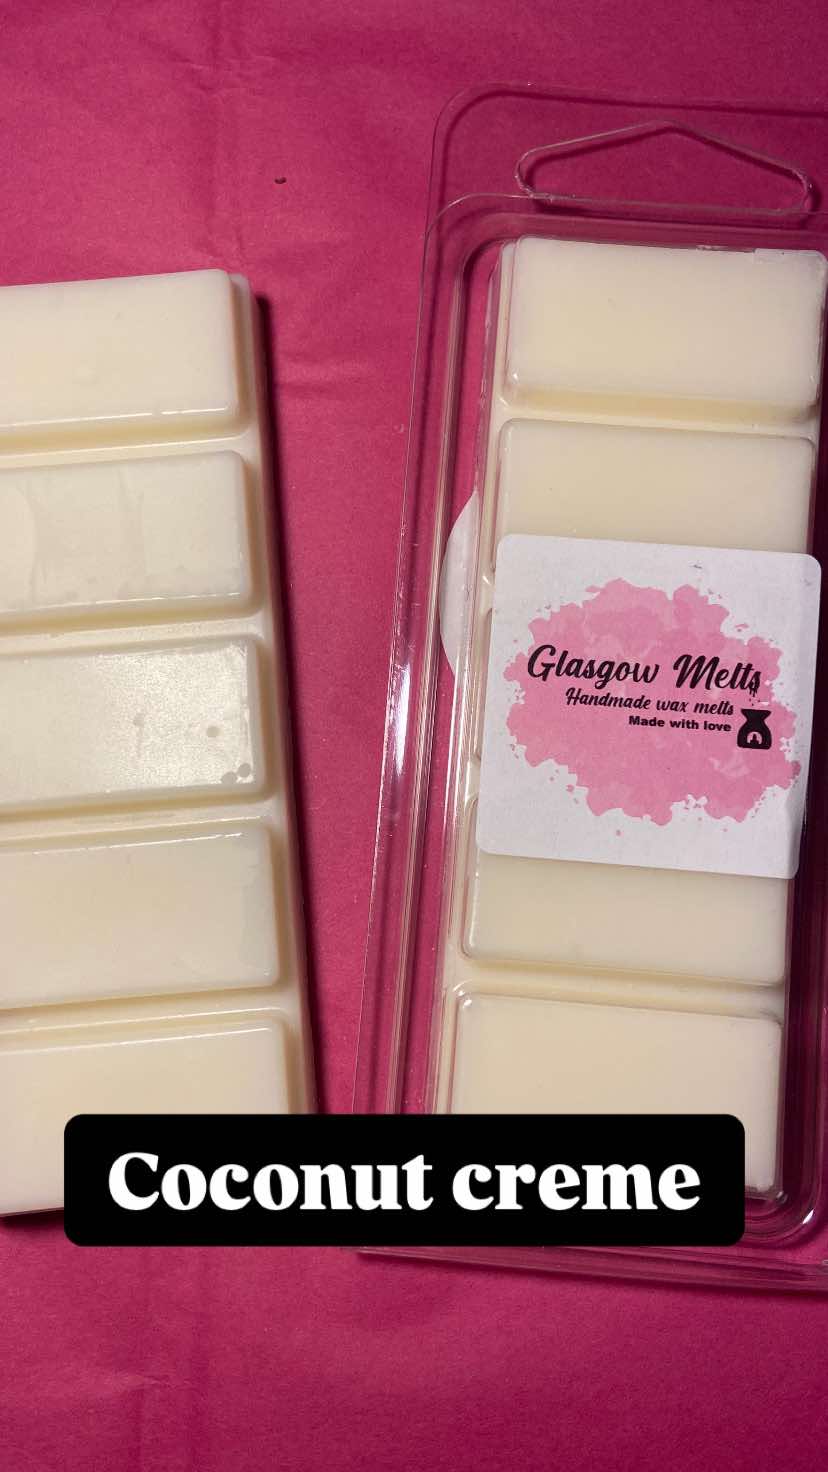 Glasgow Melts
Handmade wax melts
Made with love
Coconut creme